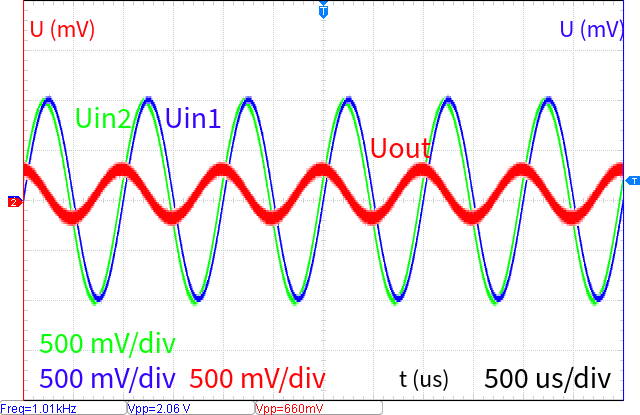 T
U (mV) U (mV)
Uin2 Uin1
Uout
T
2
500 mV/div
500 mV/div 500 mV/div t (us) 500 us/div
Freq=1.01kHz Vpp=2.06 V Vpp=660mV